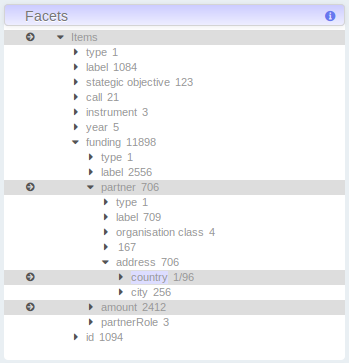 Facets
Items
type 1
label 1084
stategic objective 123
call 21
instrument 3
year 5
funding 11898
type 1
label 2556
partner 706
type 1
label 709
organisation class 4
167
address 706
country 1/96
city 256
amount 2412
partnerRole 3
id 1094